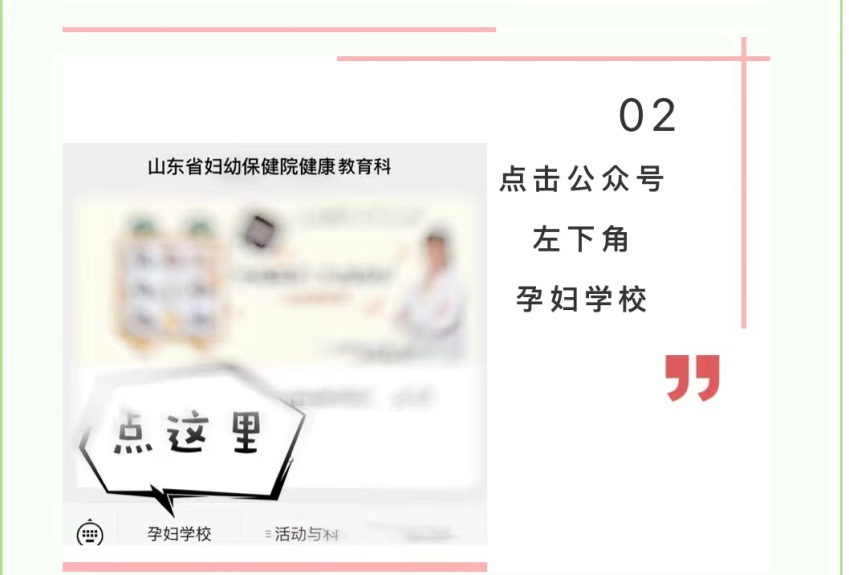 02
点击公众号
左下角
孕妇学校
山东省妇幼保健院健康教育科
点这里
孕妇学校
活动与科